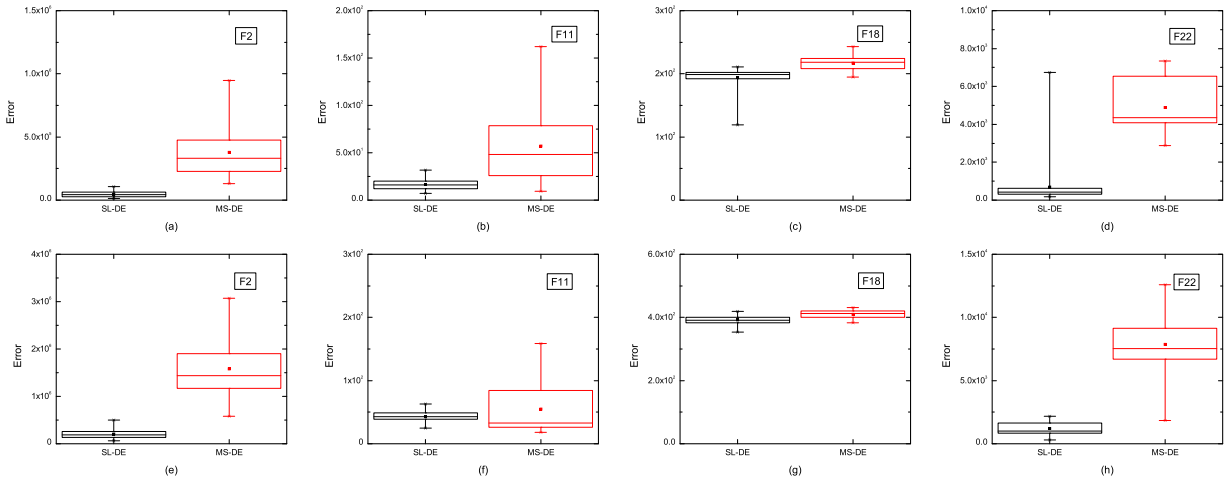 1.5x10⁶
1.0x10⁶
5.0x10⁵
0.0
Error
F2
SL-DE
MS-DE
(a)
2.0x10²
1.5x10²
1.0x10²
5.0x10¹
0.0
Error
F11
SL-DE
MS-DE
(b)
3x10²
2x10²
1x10²
0
Error
F18
SL-DE
MS-DE
(c)
1.0x10⁴
8.0x10³
6.0x10³
4.0x10³
2.0x10³
0.0
Error
F22
SL-DE
MS-DE
(d)
4x10⁶
3x10⁶
2x10⁶
1x10⁶
0
Error
F2
SL-DE
MS-DE
(e)
3x10²
2x10²
1x10²
0
Error
F11
SL-DE
MS-DE
(f)
6.0x10²
4.0x10²
2.0x10²
0.0
Error
F18
SL-DE
MS-DE
(g)
1.5x10⁴
1.0x10⁴
5.0x10³
0.0
Error
F22
SL-DE
MS-DE
(h)